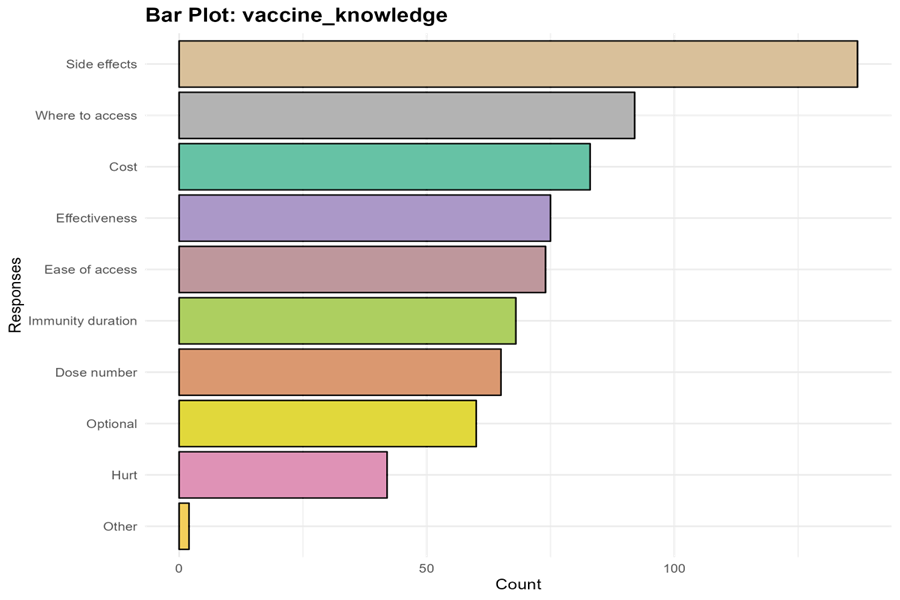 Bar Plot: vaccine_knowledge
Responses
Side effects
Where to access
Cost
Effectiveness
Ease of access
Immunity duration
Dose number
Optional
Hurt
Other
0 50 100
Count